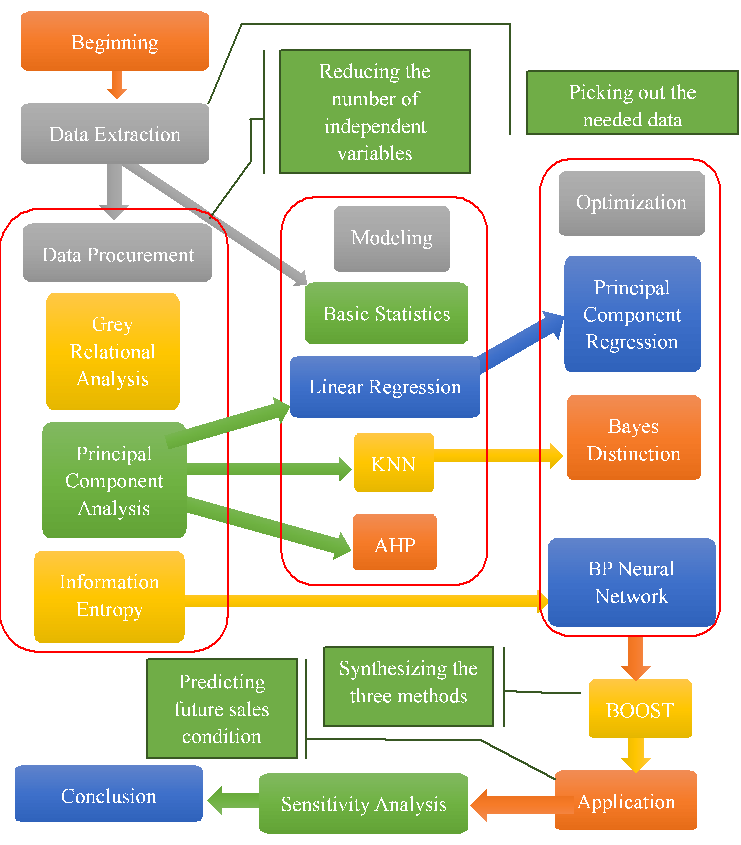 Beginning
Reducing the
number of
independent
variables
Picking out the
needed data
Data Extraction
Data Procurement
Grey
Relational
Analysis
Principal
Component
Analysis
Information
Entropy
Modeling
Basic Statistics
Linear Regression
KNN
AHP
Optimization
Principal
Component
Regression
Bayes
Distinction
BP Neural
Network
Predicting
future sales
condition
Synthesizing the
three methods
BOOST
Conclusion
Sensitivity Analysis
Application